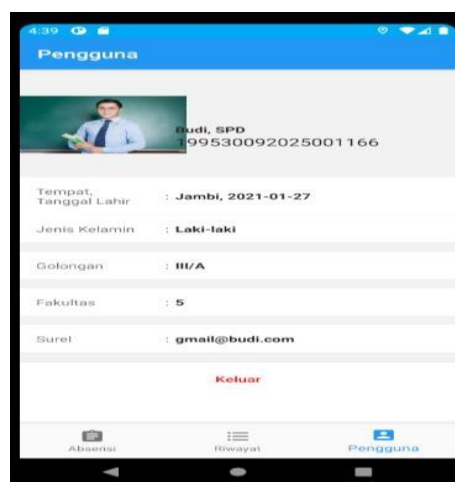 4:39
Pengguna
Budi, SPD
199530092025001166
Tempat,
Tanggal Lahir : Jambi, 2021-01-27
Jenis Kelamin : Laki-laki
Golongan : III/A
Fakultas : 5
Surel : gmail@budi.com
Keluar
Absensi Riwayat Pengguna